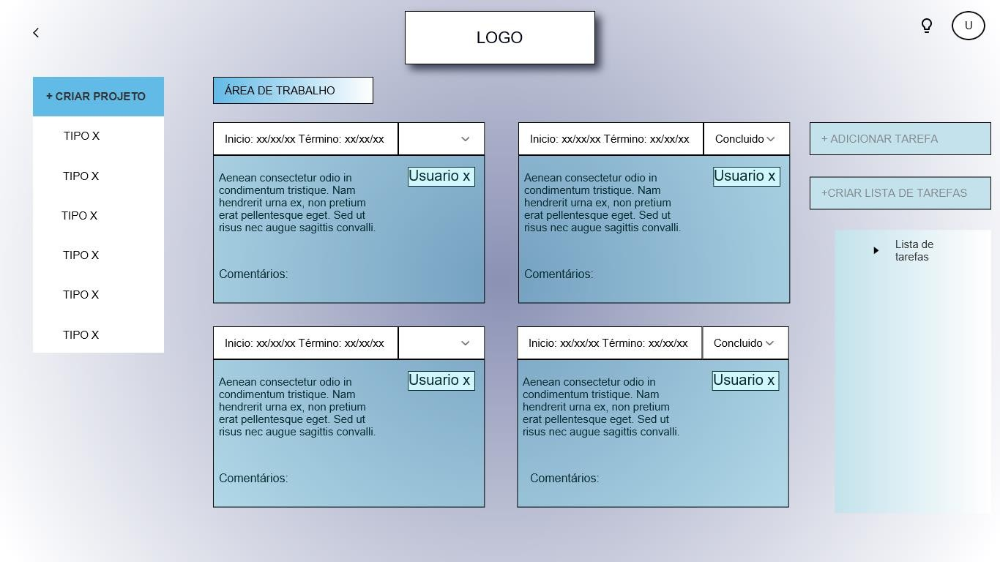 LOGO
U
+ CRIAR PROJETO
TIPO X
TIPO X
TIPO X
TIPO X
TIPO X
TIPO X
ÁREA DE TRABALHO
Inicio: xx/xx/xx Término: xx/xx/xx
Usuario x
Aenean consectetur odio in
condimentum tristique. Nam
hendrerit urna ex, non pretium
erat pellentesque eget. Sed ut
risus nec augue sagittis convalli.
Comentários:
Inicio: xx/xx/xx Término: xx/xx/xx
Concluido
Usuario x
Aenean consectetur odio in
condimentum tristique. Nam
hendrerit urna ex, non pretium
erat pellentesque eget. Sed ut
risus nec augue sagittis convalli.
Comentários:
Inicio: xx/xx/xx Término: xx/xx/xx
Usuario x
Aenean consectetur odio in
condimentum tristique. Nam
hendrerit urna ex, non pretium
erat pellentesque eget. Sed ut
risus nec augue sagittis convalli.
Comentários:
Inicio: xx/xx/xx Término: xx/xx/xx
Concluido
Usuario x
Aenean consectetur odio in
condimentum tristique. Nam
hendrerit urna ex, non pretium
erat pellentesque eget. Sed ut
risus nec augue sagittis convalli.
Comentários:
+ ADICIONAR TAREFA
+CRIAR LISTA DE TAREFAS
Lista de
tarefas